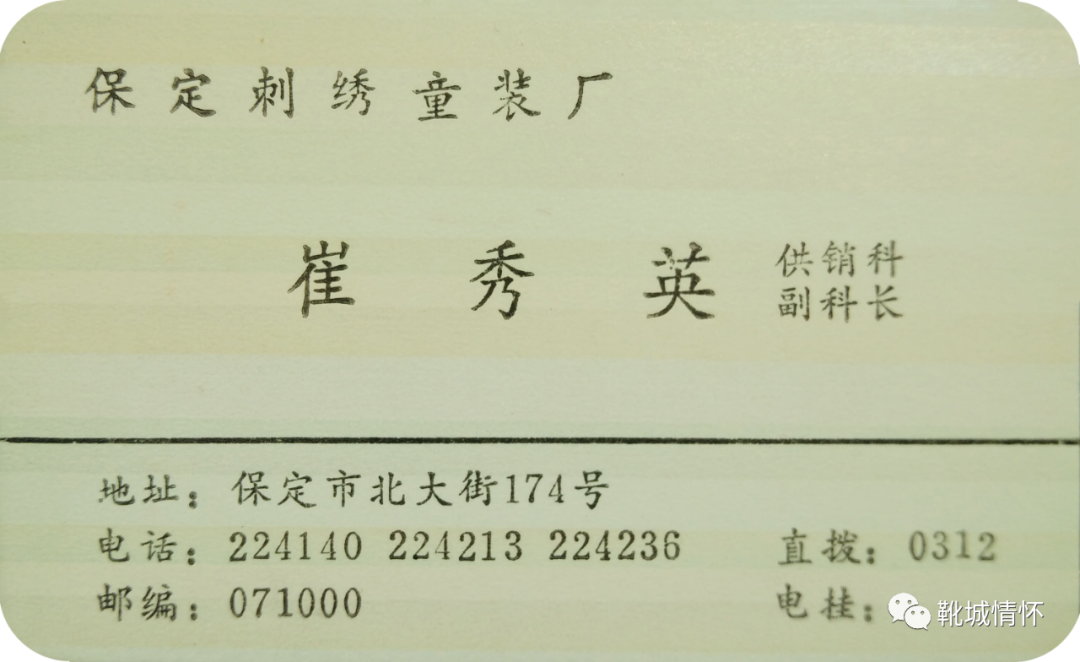 保定刺绣童装厂
崔秀英 供销科
副科长
地址：保定市北大街174号
电话：224140 224213 224236 直拨：0312
邮编：071000 电挂：
靴城情怀